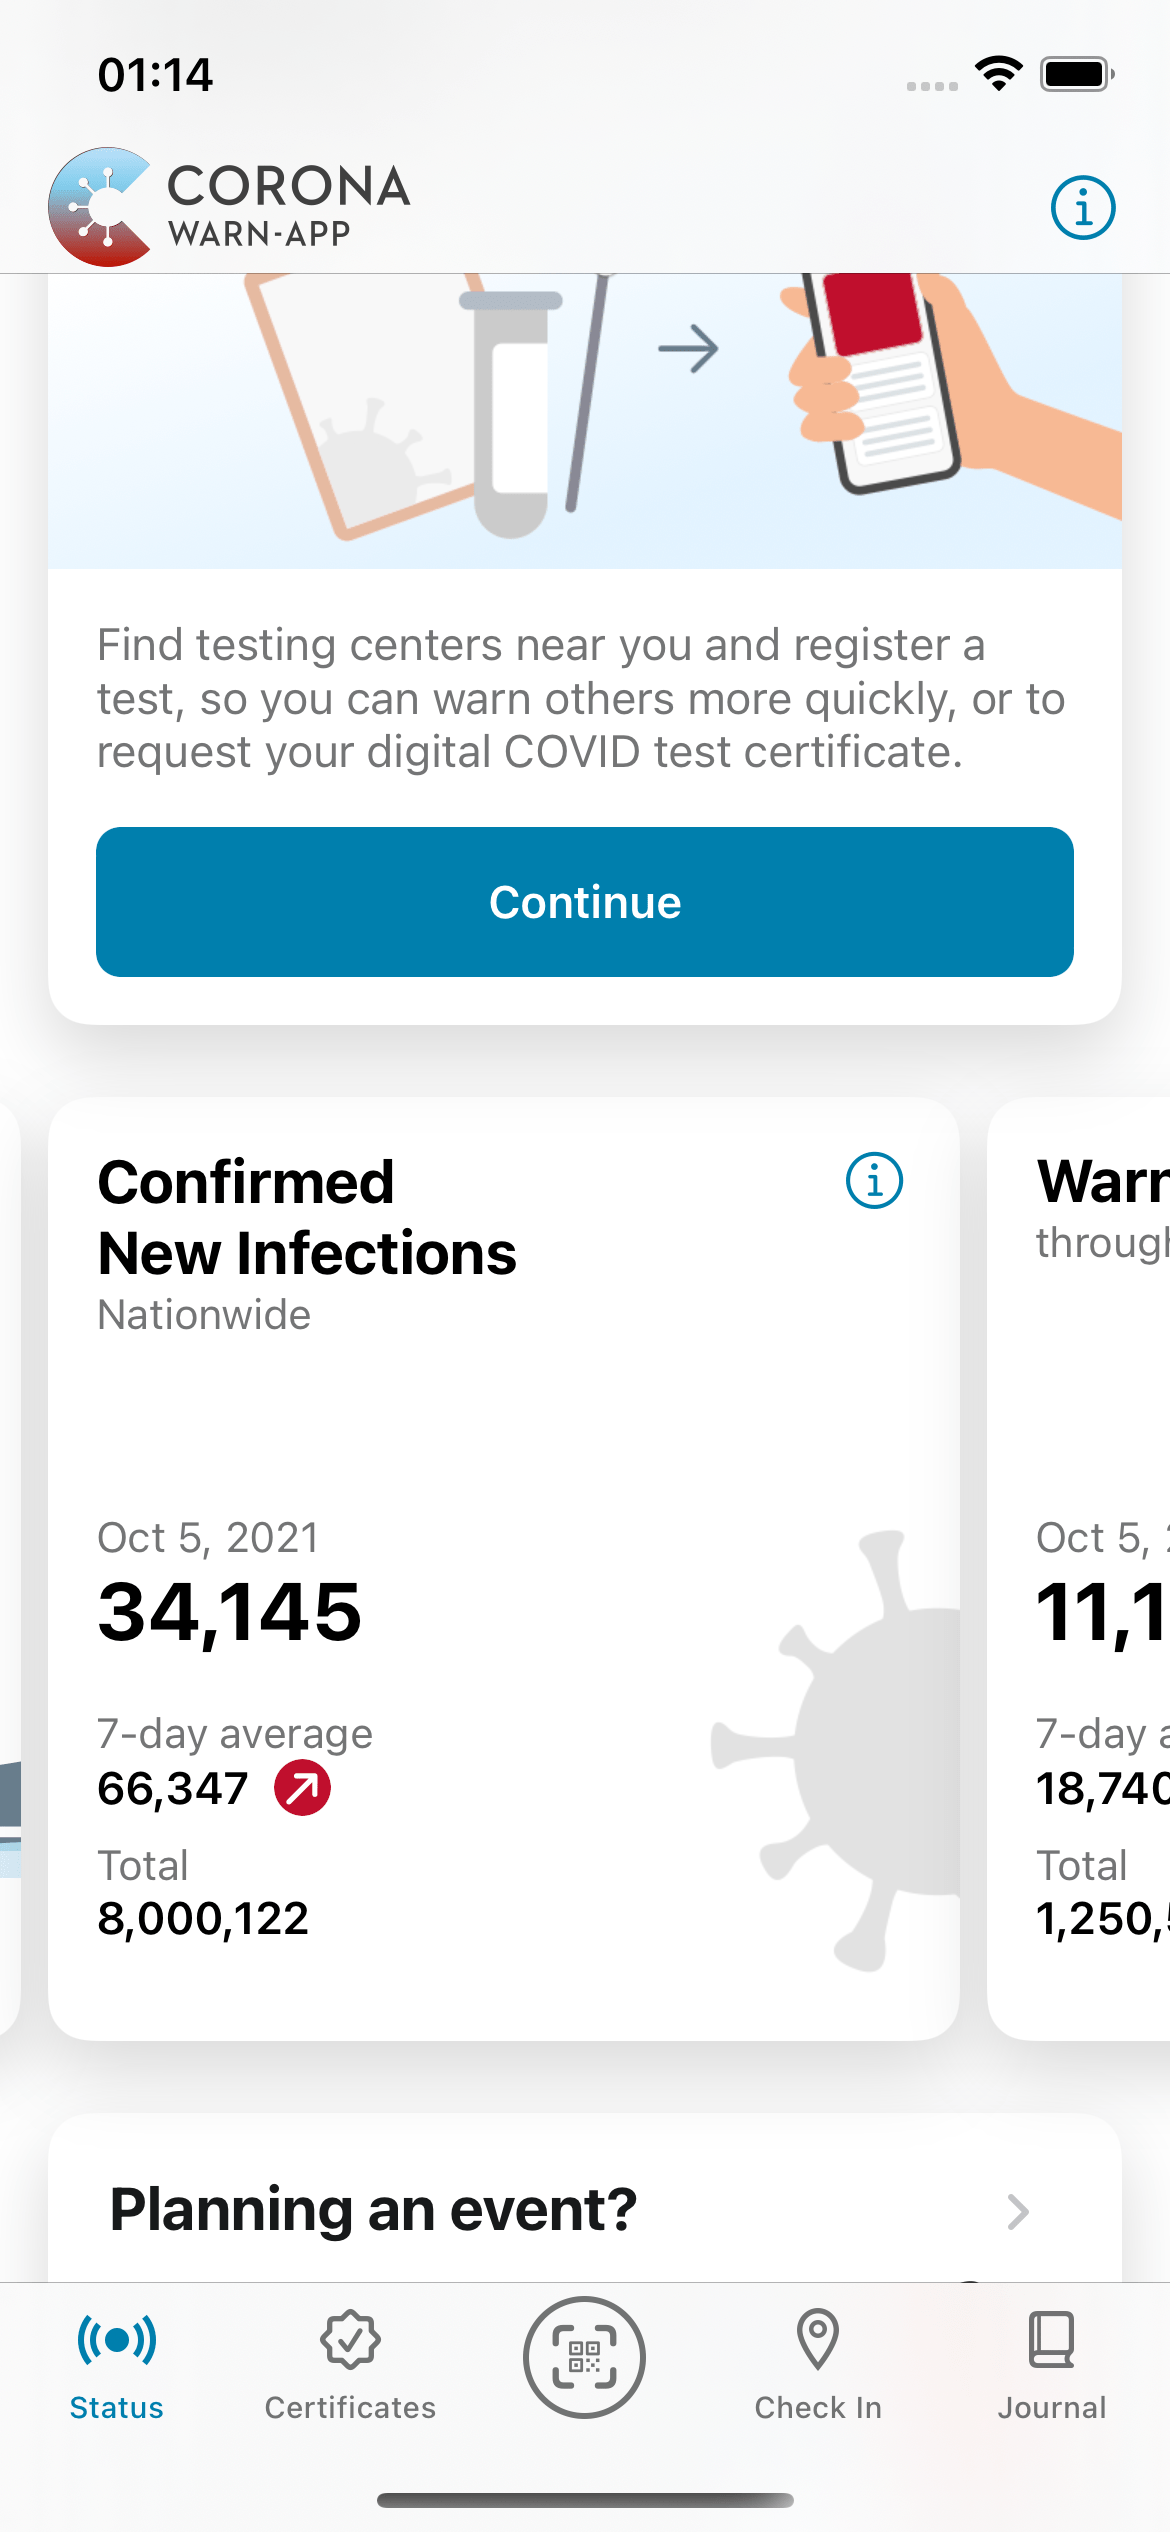 01:14
CORONA
WARN-APP
Find testing centers near you and register a
test, so you can warn others more quickly, or to
request your digital COVID test certificate.
Continue
Confirmed
New Infections
Nationwide
Oct 5, 2021
34,145
7-day average
66,347
Total
8,000,122
Oct 5,
11,1
7-day
18,740
Total
1,250,
Planning an event?
Status
Certificates
Check In
Journal